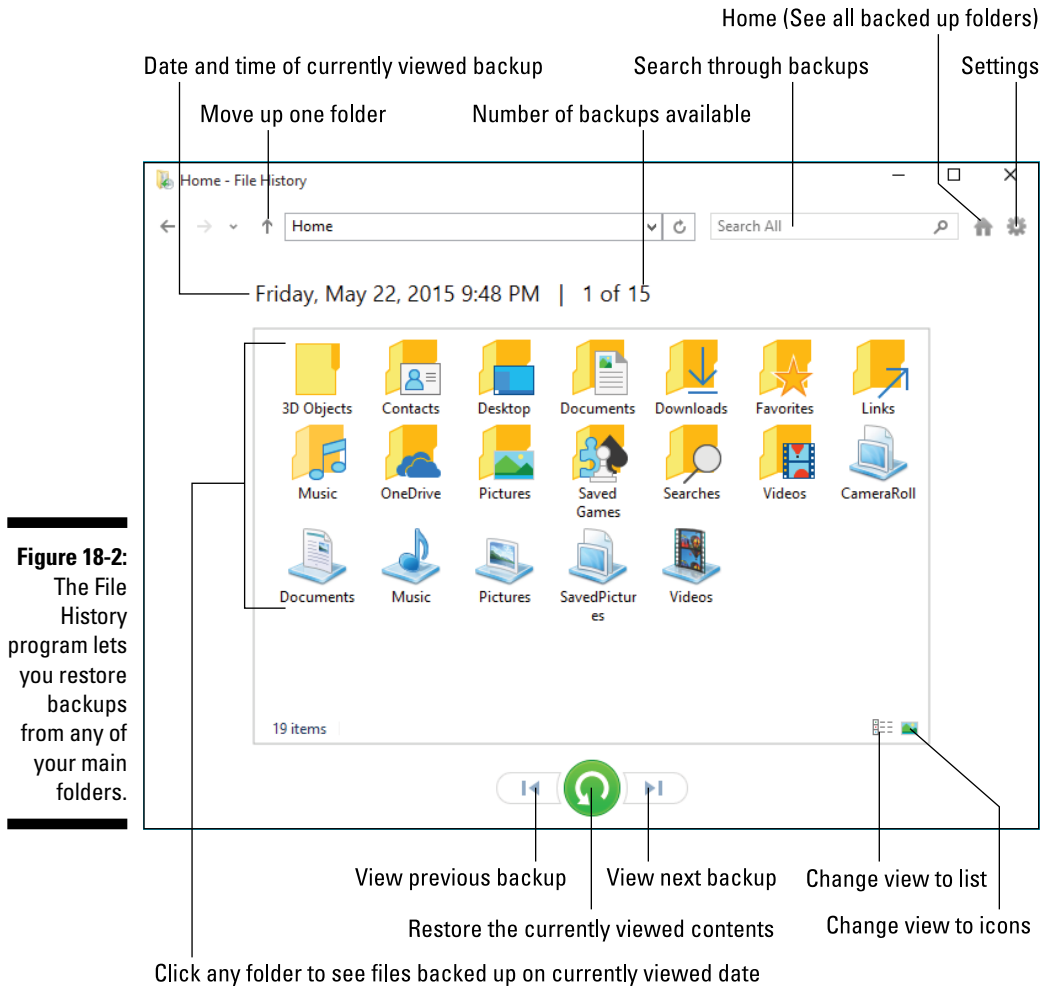 Home (See all backed up folders)
Date and time of currently viewed backup
Search through backups
Settings
Move up one folder
Number of backups available
Home - File History
Home
Search All
Friday, May 22, 2015 9:48 PM | 1 of 15
3D Objects
Contacts
Desktop
Documents
Downloads
Favorites
Links
Music
OneDrive
Pictures
Saved
Games
Searches
Videos
CameraRoll
Documents
Music
Pictures
SavedPictur
es
Videos
19 items
Figure 18-2:
The File
History
program lets
you restore
backups
from any of
your main
folders.
View previous backup
View next backup
Change view to list
Restore the currently viewed contents
Change view to icons
Click any folder to see files backed up on currently viewed date